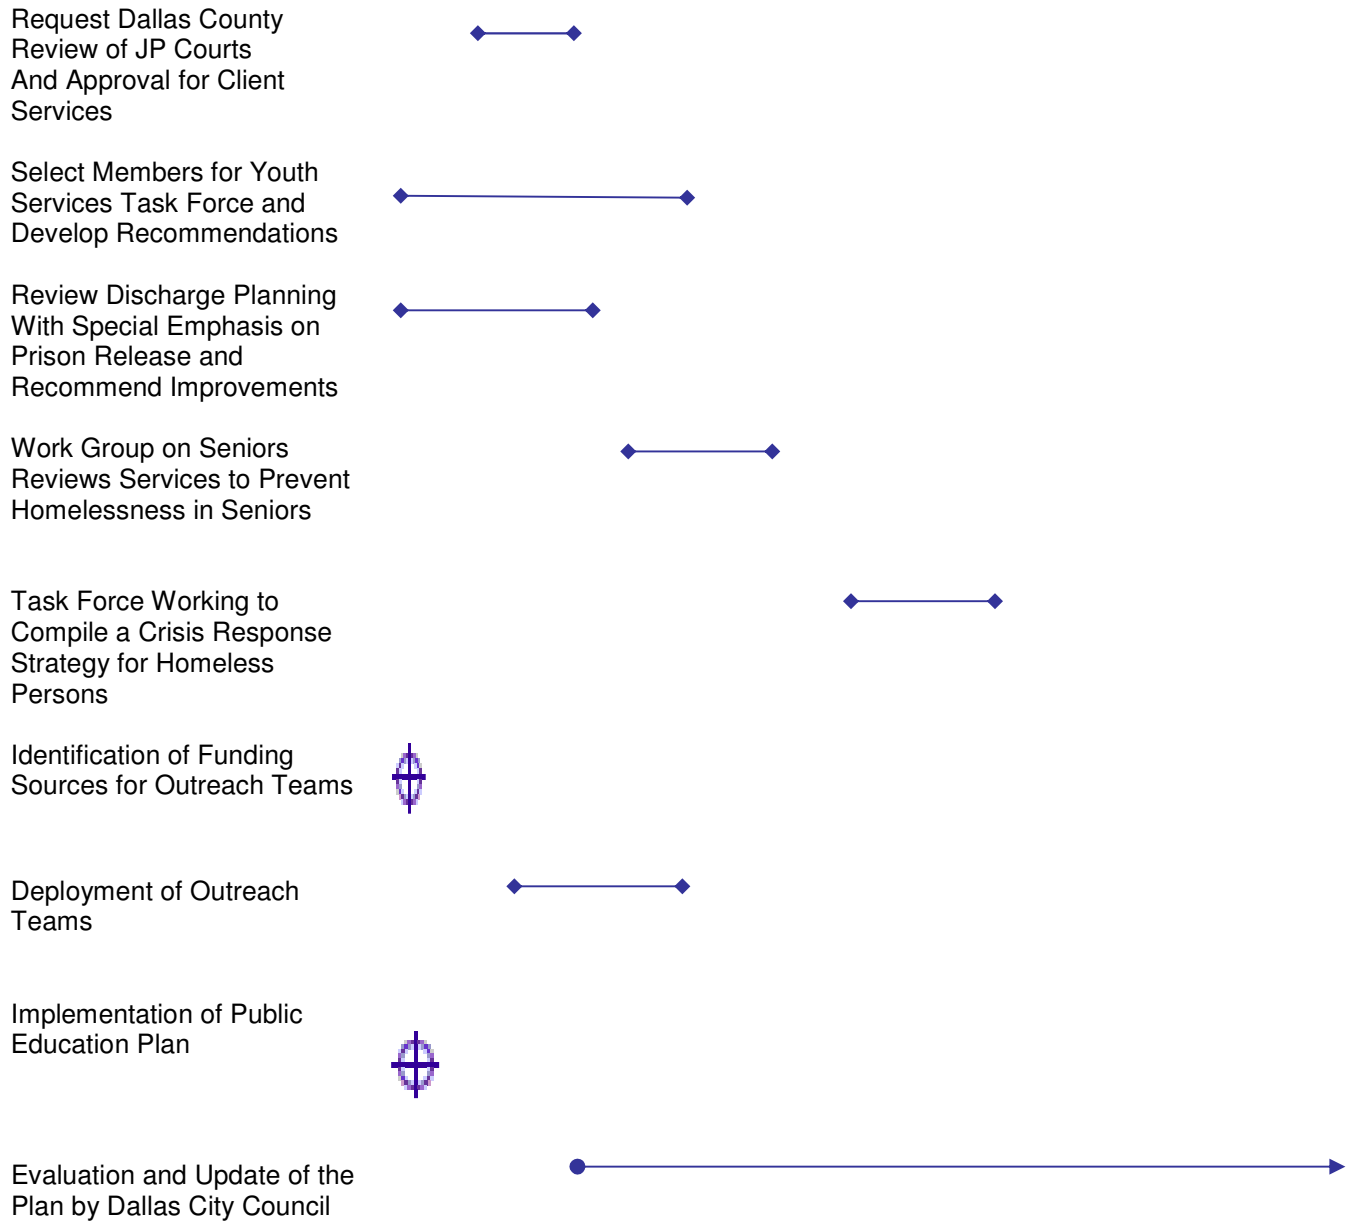 Request Dallas County
Review of JP Courts
And Approval for Client
Services
Select Members for Youth
Services Task Force and
Develop Recommendations
Review Discharge Planning
With Special Emphasis on
Prison Release and
Recommend Improvements
Work Group on Seniors
Reviews Services to Prevent
Homelessness in Seniors
Task Force Working to
Compile a Crisis Response
Strategy for Homeless
Persons
Identification of Funding
Sources for Outreach Teams
Deployment of Outreach
Teams
Implementation of Public
Education Plan
Evaluation and Update of the
Plan by Dallas City Council